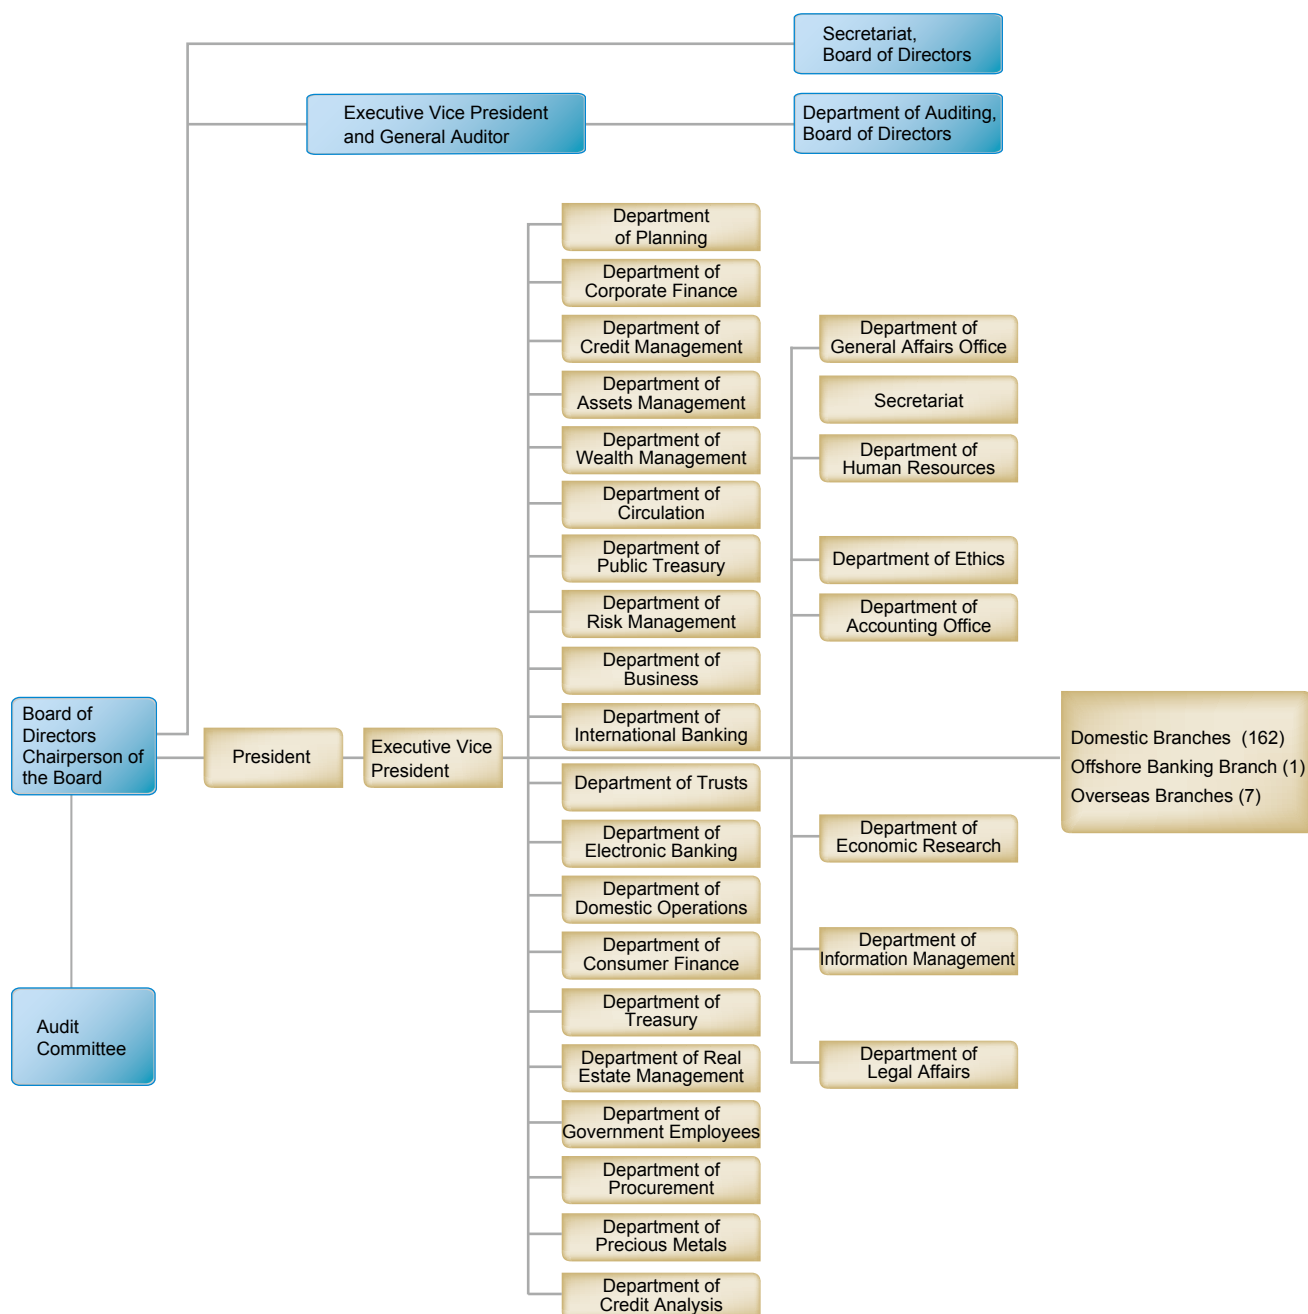 Secretariat,
Board of Directors
Executive Vice President
and General Auditor
Department of Auditing,
Board of Directors
Department
of Planning
Department of
Corporate Finance
Department of
Credit Management
Department of
Assets Management
Department of
Wealth Management
Department of
Circulation
Department of
Public Treasury
Department of
Risk Management
Department of
Business
Department of
International Banking
Department of Trusts
Department of
Electronic Banking
Department of
Domestic Operations
Department of
Consumer Finance
Department of
Treasury
Department of Real
Estate Management
Department of
Government Employees
Department of
Procurement
Department of
Precious Metals
Department of
Credit Analysis
Department of
General Affairs Office
Secretariat
Department of
Human Resources
Department of Ethics
Department of
Accounting Office
Department of
Economic Research
Department of
Information Management
Department of
Legal Affairs
Board of
Directors
Chairperson of
the Board
President
Executive Vice
President
Domestic Branches (162)
Offshore Banking Branch (1)
Overseas Branches (7)
Audit
Committee